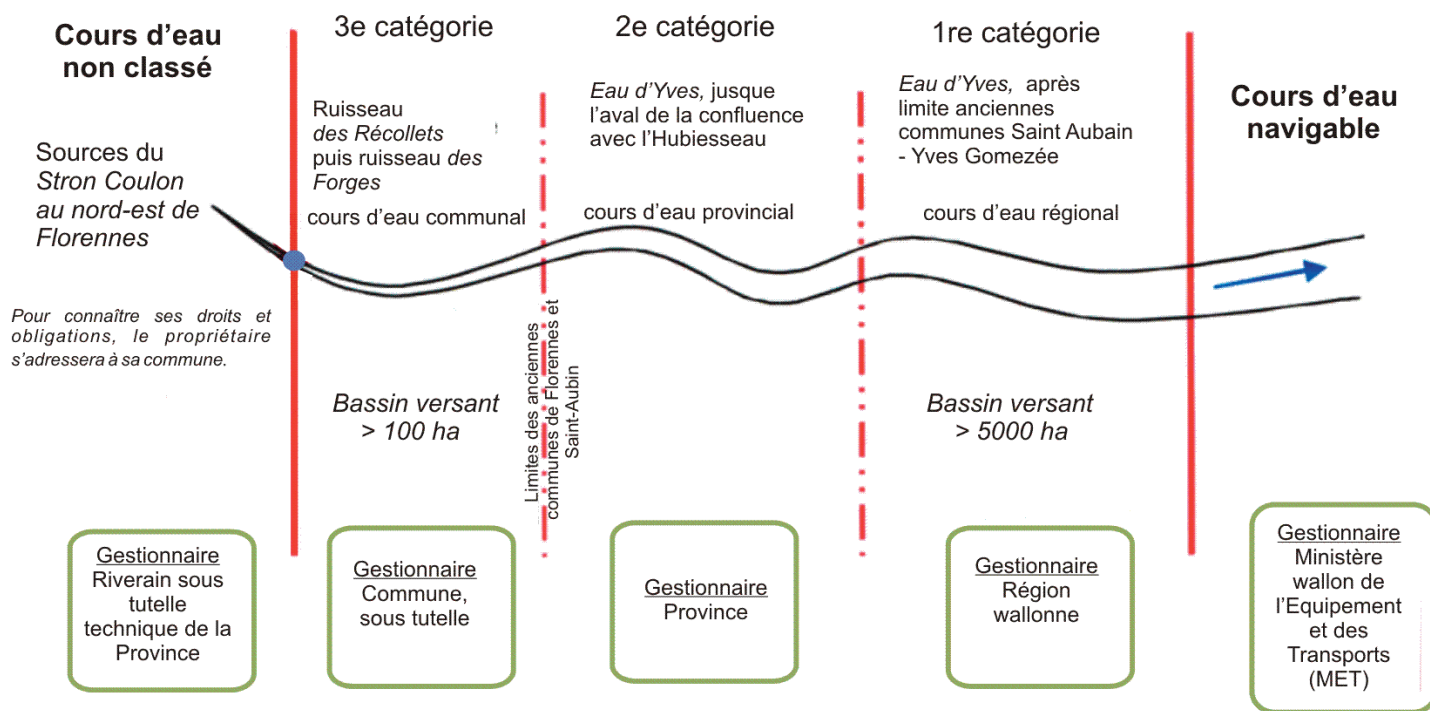 Cours d'eau
non classé
Sources du
Stron Coulon
au nord-est de
Florennes
Pour connaître ses droits et
obligations, le propriétaire
s'adressera à sa commune.
3e catégorie
Ruisseau
des Récollets
puis ruisseau des
Forges
cours d'eau communal
Bassin versant
> 100 ha
Limites des anciennes
communes de Florennes et
Saint-Aubin
2e catégorie
Eau d'Yves, jusque
l'aval de la confluence
avec l'Hubiesseau
cours d'eau provincial
1re catégorie
Eau d'Yves, après
limite anciennes
communes Saint Aubain
- Yves Gomezée
cours d'eau régional
Bassin versant
> 5000 ha
Cours d'eau
navigable
Gestionnaire
Riverain sous
tutelle
technique de la
Province
Gestionnaire
Commune,
sous tutelle
Gestionnaire
Province
Gestionnaire
Région
wallonne
Gestionnaire
Ministère
wallon de
l'Equipement
et des
Transports
(MET)